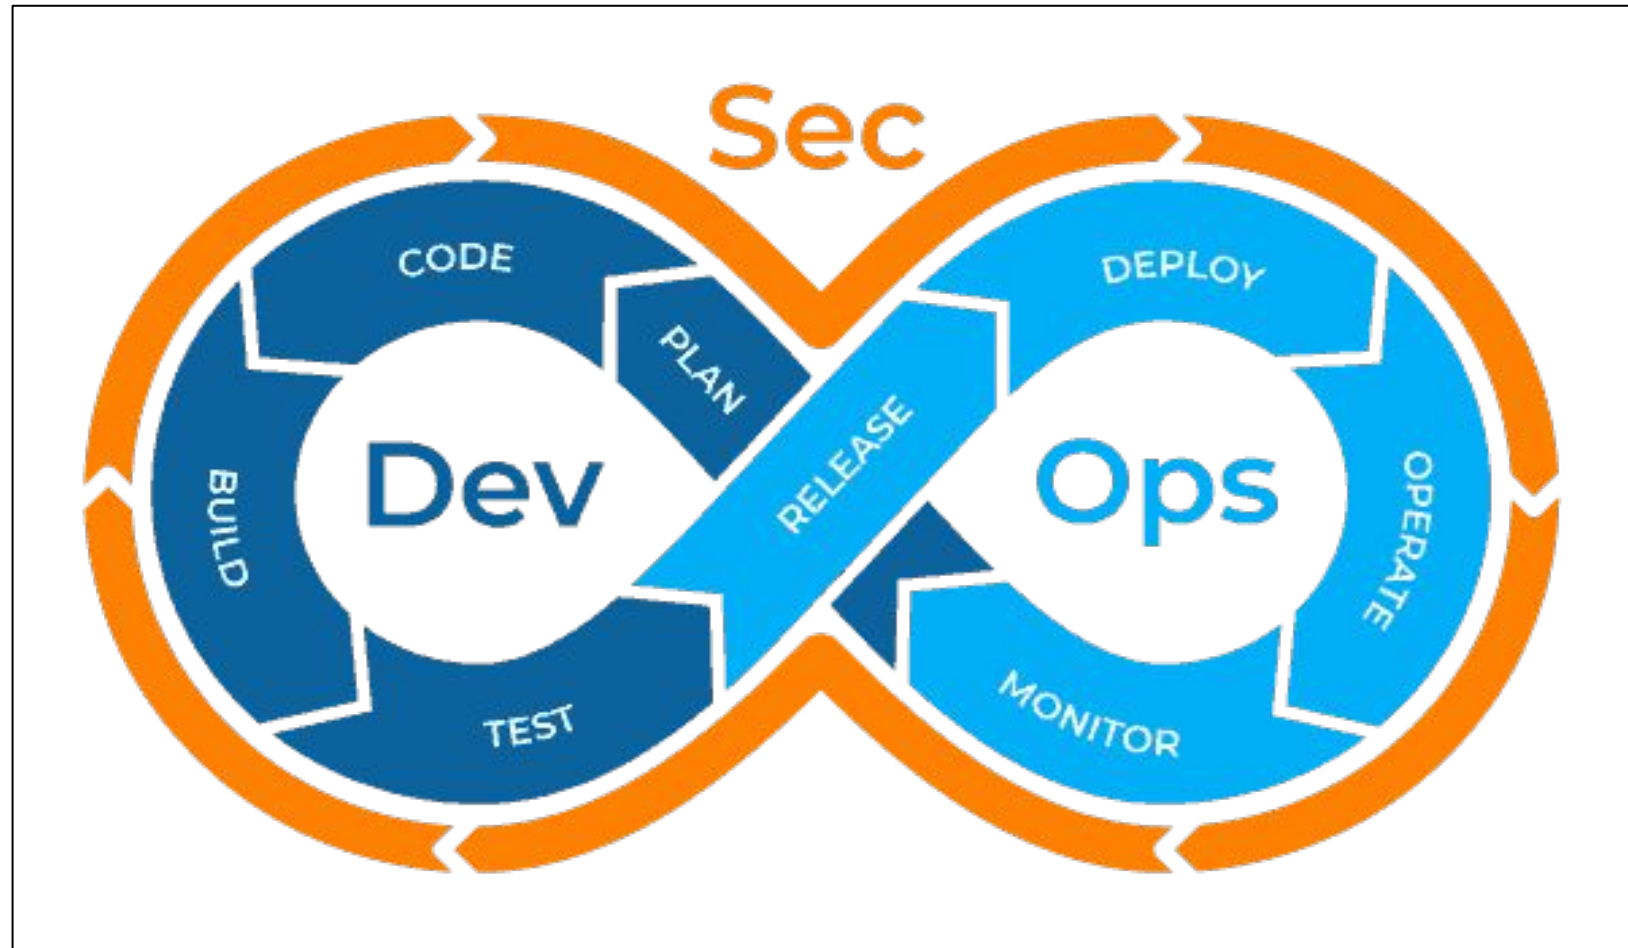 Sec
CODE
DEPLOY
PLAN
Dev
RELEASE
Ops
BUILD
OPERATE
TEST
MONITOR